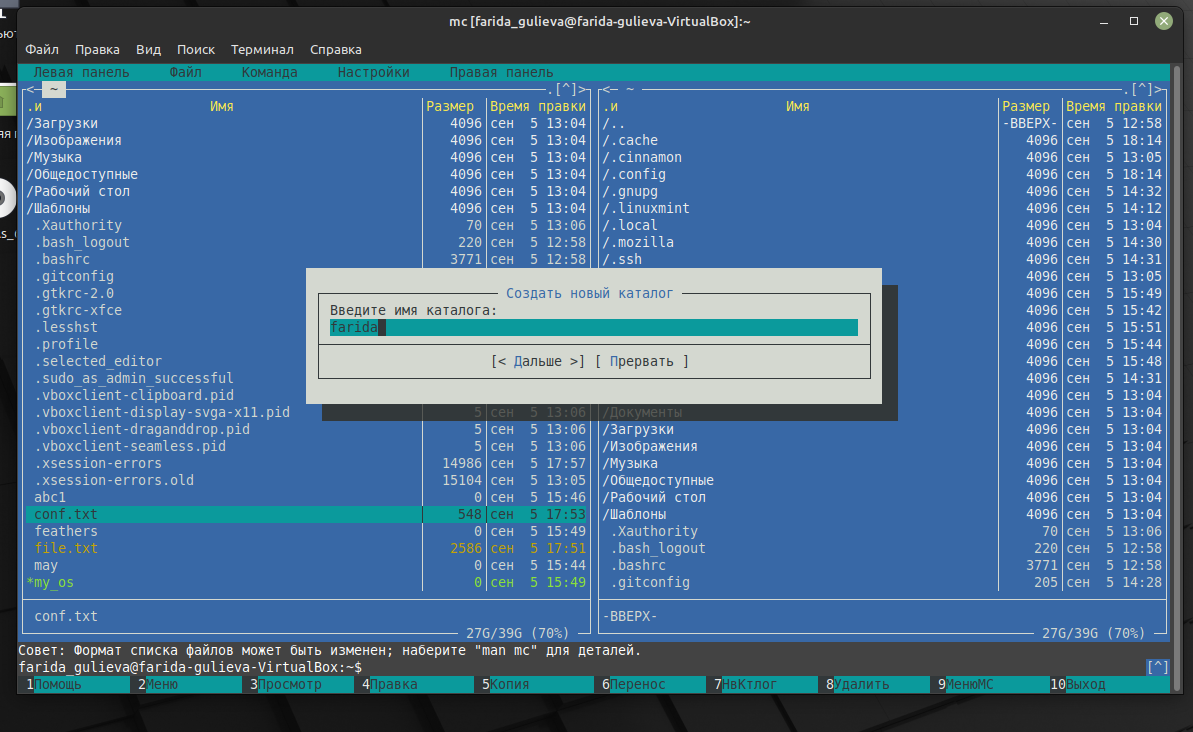 mc [farida_gulieva@farida-gulieva-VirtualBox]:~
Файл Правка Вид Поиск Терминал Справка
Левая панель Файл Команда Настройки Правая панель
<─ ~ ─.[^]>
.и Имя Размер Время правки
/Загрузки 4096 сен 5 13:04
/Изображения 4096 сен 5 13:04
/Музыка 4096 сен 5 13:04
/Общедоступные 4096 сен 5 13:04
/Рабочий стол 4096 сен 5 13:04
/Шаблоны 4096 сен 5 13:04
.Xauthority 70 сен 5 13:06
.bash_logout 220 сен 5 12:58
.bashrc 3771 сен 5 12:58
.gitconfig
.gtkrc-2.0
.gtkrc-xfce
.lesshst
.profile
.selected_editor
.sudo_as_admin_successful
.vboxclient-clipboard.pid
.vboxclient-display-svga-x11.pid 5 сен 5 13:06
.vboxclient-draganddrop.pid 5 сен 5 13:06
.vboxclient-seamless.pid 5 сен 5 13:06
.xsession-errors 14986 сен 5 17:57
.xsession-errors.old 15104 сен 5 13:05
abc1 0 сен 5 15:46
conf.txt 548 сен 5 17:53
feathers 0 сен 5 15:49
file.txt 2586 сен 5 17:51
may 0 сен 5 15:44
*my_os 0 сен 5 15:49
conf.txt
27G/39G (70%)
<─ ~ ─.[^]>
.и Имя Размер Время правки
/.. -ВВЕРХ- сен 5 12:58
/.cache 4096 сен 5 18:14
/.cinnamon 4096 сен 5 13:05
/.config 4096 сен 5 18:14
/.gnupg 4096 сен 5 14:32
/.linuxmint 4096 сен 5 14:12
/.local 4096 сен 5 13:04
/.mozilla 4096 сен 5 14:30
/.ssh 4096 сен 5 14:31
4096 сен 5 13:05
4096 сен 5 15:49
4096 сен 5 15:42
4096 сен 5 15:51
4096 сен 5 15:44
4096 сен 5 15:48
4096 сен 5 14:31
4096 сен 5 13:04
/Документы 4096 сен 5 13:04
/Загрузки 4096 сен 5 13:04
/Изображения 4096 сен 5 13:04
/Музыка 4096 сен 5 13:04
/Общедоступные 4096 сен 5 13:04
/Рабочий стол 4096 сен 5 13:04
/Шаблоны 4096 сен 5 13:04
.Xauthority 70 сен 5 13:06
.bash_logout 220 сен 5 12:58
.bashrc 3771 сен 5 12:58
.gitconfig 205 сен 5 14:28
-ВВЕРХ-
27G/39G (70%)
Создать новый каталог
Введите имя каталога:
farida
[< Дальше >] [ Прервать ]
Совет: Формат списка файлов может быть изменен; наберите "man mc" для деталей.
farida_gulieva@farida-gulieva-VirtualBox:~$ [^]
1Помощь 2Меню 3Просмотр 4Правка 5Копия 6Перенос 7НвКтлог 8Удалить 9МенюMC 10Выход